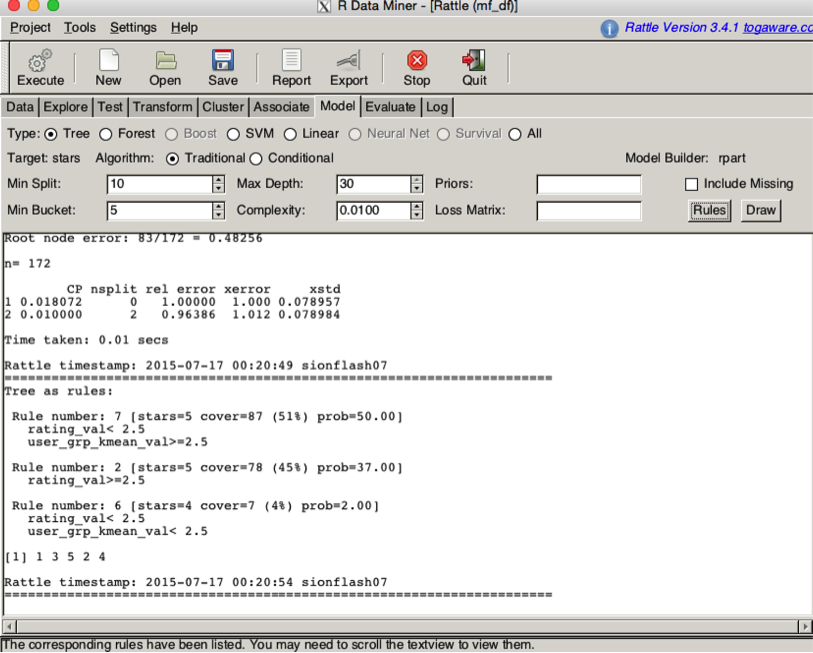 R Data Miner - [Rattle (mf_df)]
Project Tools Settings Help
Rattle Version 3.4.1 togaware.cc
Execute New Open Save Report Export Stop Quit
Data Explore Test Transform Cluster Associate Model Evaluate Log
Type: Tree Forest Boost SVM Linear Neural Net Survival All
Target: stars Algorithm: Traditional Conditional Model Builder: rpart
Min Split: 10 Max Depth: 30 Priors: Include Missing
Min Bucket: 5 Complexity: 0.0100 Loss Matrix: Rules Draw
Root node error: 83/172 = 0.48256
n= 172
CP nsplit rel error xerror xstd
1 0.018072 0 1.00000 1.000 0.078957
2 0.010000 2 0.96386 1.012 0.078984
Time taken: 0.01 secs
Rattle timestamp: 2015-07-17 00:20:49 sionflash07
======================================================================
Tree as rules:
Rule number: 7 [stars=5 cover=87 (51%) prob=50.00]
rating_val< 2.5
user_grp_kmean_val>=2.5
Rule number: 2 [stars=5 cover=78 (45%) prob=37.00]
rating_val>=2.5
Rule number: 6 [stars=4 cover=7 (4%) prob=2.00]
rating_val< 2.5
user_grp_kmean_val< 2.5
[1] 1 3 5 2 4
Rattle timestamp: 2015-07-17 00:20:54 sionflash07
======================================================================
The corresponding rules have been listed. You may need to scroll the textview to view them.